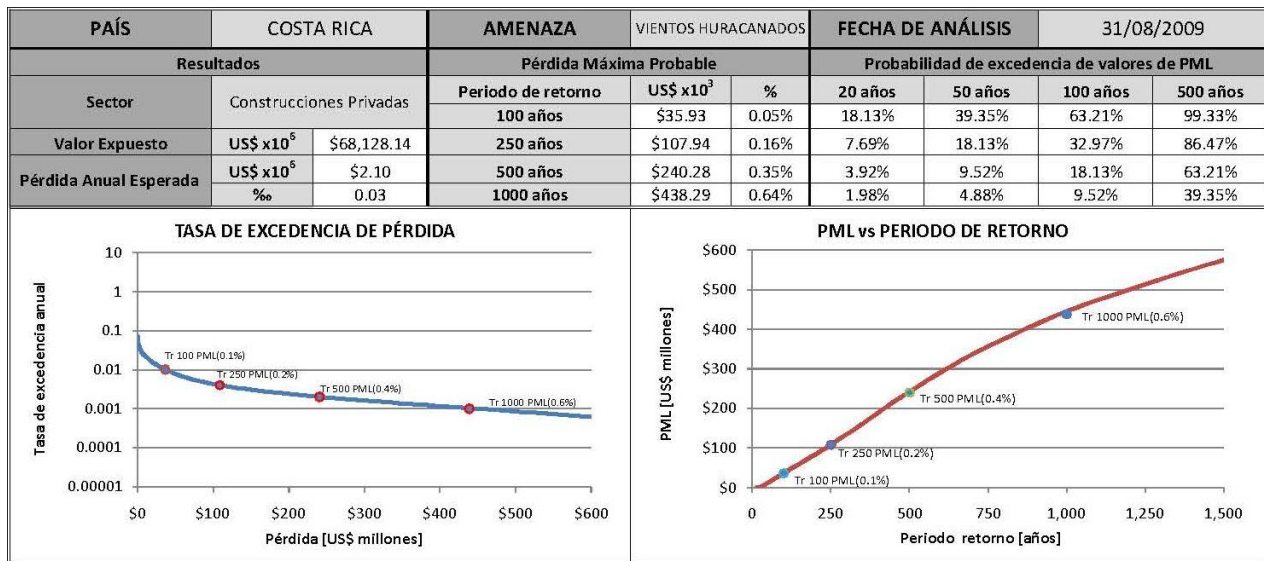 PAÍS COSTA RICA AMENAZA VIENTOS HURACANADOS FECHA DE ANÁLISIS 31/08/2009
Resultados Pérdida Máxima Probable Probabilidad de excedencia de valores de PML
Sector Construcciones Privadas Periodo de retorno US$ x10³ % 20 años 50 años 100 años 500 años
100 años $35.93 0.05% 18.13% 39.35% 63.21% 99.33%
Valor Expuesto US$ x10⁶ $68,128.14 250 años $107.94 0.16% 7.69% 18.13% 32.97% 86.47%
Pérdida Anual Esperada US$ x10⁶ $2.10 500 años $240.28 0.35% 3.92% 9.52% 18.13% 63.21%
‰ 0.03 1000 años $438.29 0.64% 1.98% 4.88% 9.52% 39.35%
TASA DE EXCEDENCIA DE PÉRDIDA
Tasa de excedencia anual
10
1
0.1
0.01
0.001
0.0001
0.00001
Tr 100 PML(0.1%)
Tr 250 PML(0.2%)
Tr 500 PML(0.4%)
Tr 1000 PML(0.6%)
$0 $100 $200 $300 $400 $500 $600
Pérdida [US$ millones]
PML vs PERIODO DE RETORNO
PML [US$ millones]
$600
$500
$400
$300
$200
$100
$0
Tr 1000 PML(0.6%)
Tr 500 PML(0.4%)
Tr 250 PML(0.2%)
Tr 100 PML(0.1%)
0 250 500 750 1,000 1,250 1,500
Periodo retorno [años]